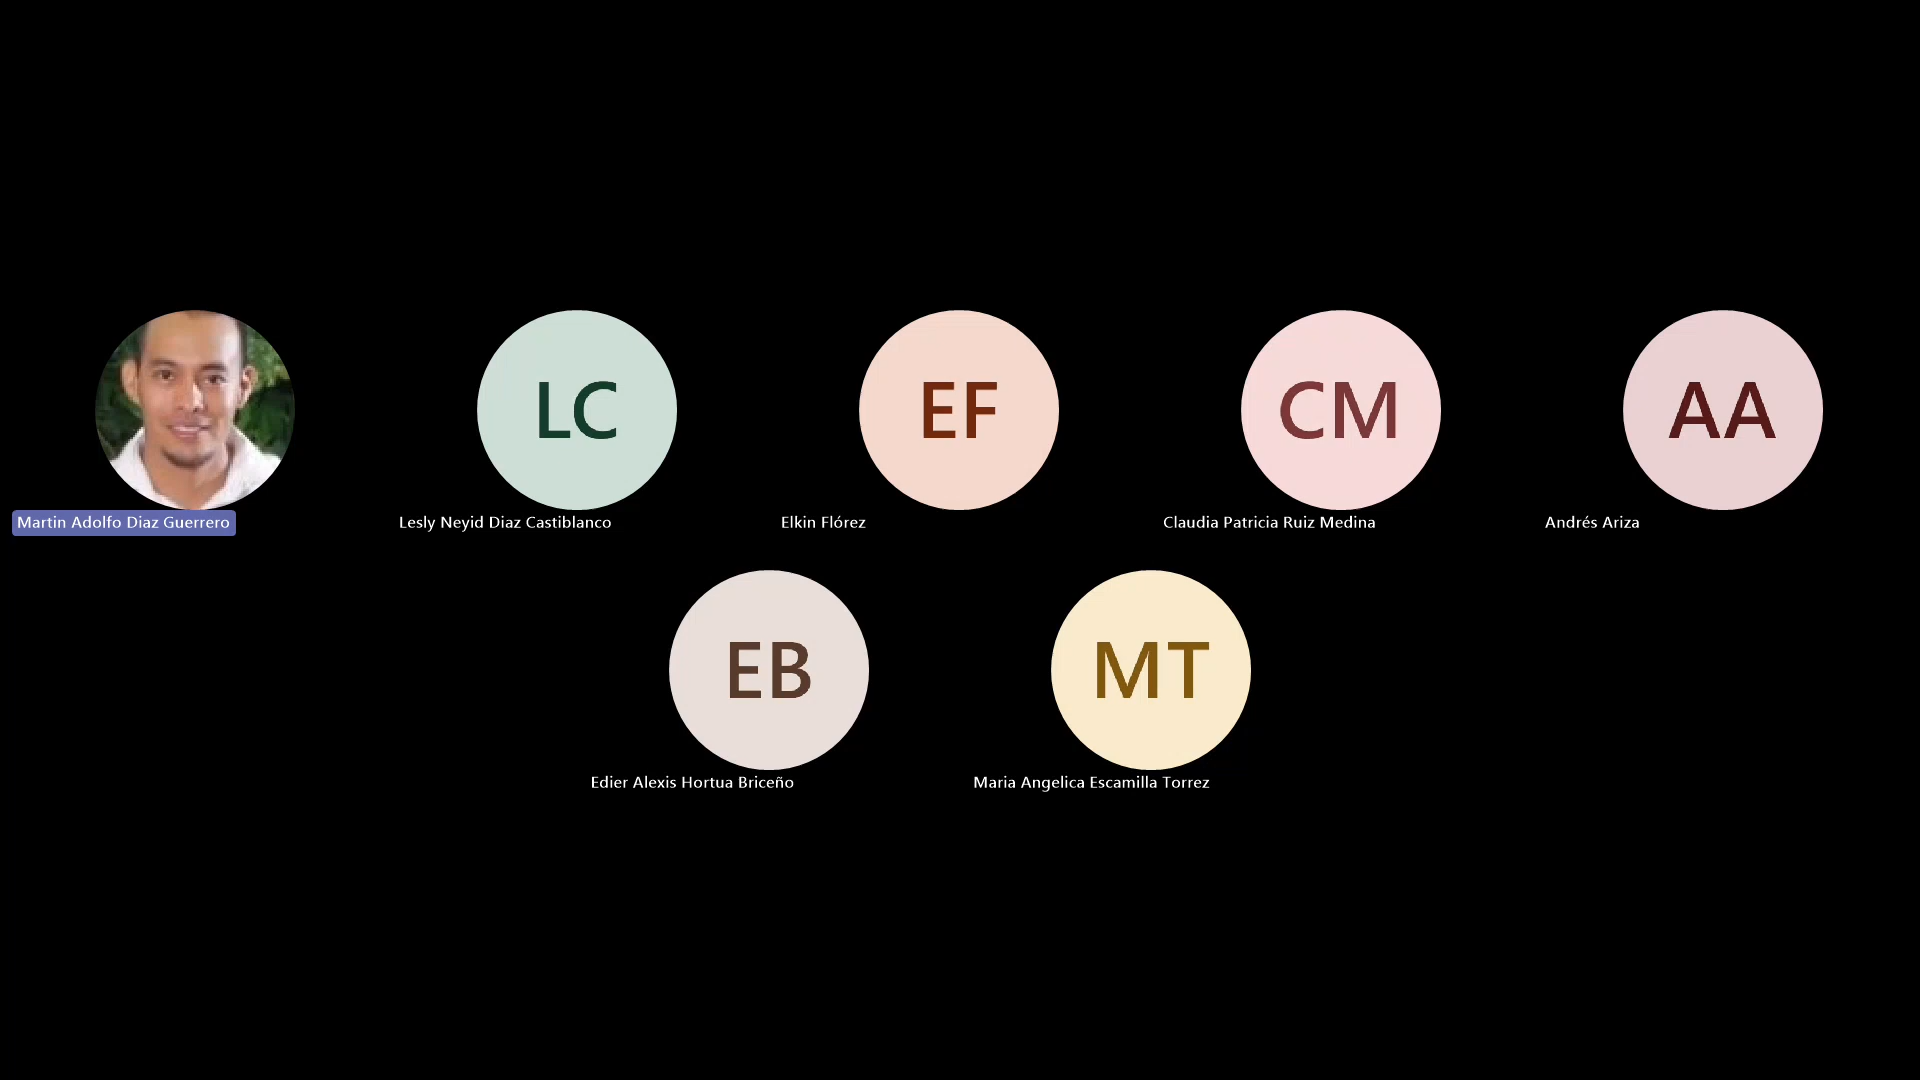 LC
EF
CM
AA
Martin Adolfo Diaz Guerrero
Lesly Neyid Diaz Castiblanco
Elkin Flórez
Claudia Patricia Ruiz Medina
Andrés Ariza
EB
MT
Edier Alexis Hortua Briceño
Maria Angelica Escamilla Torrez